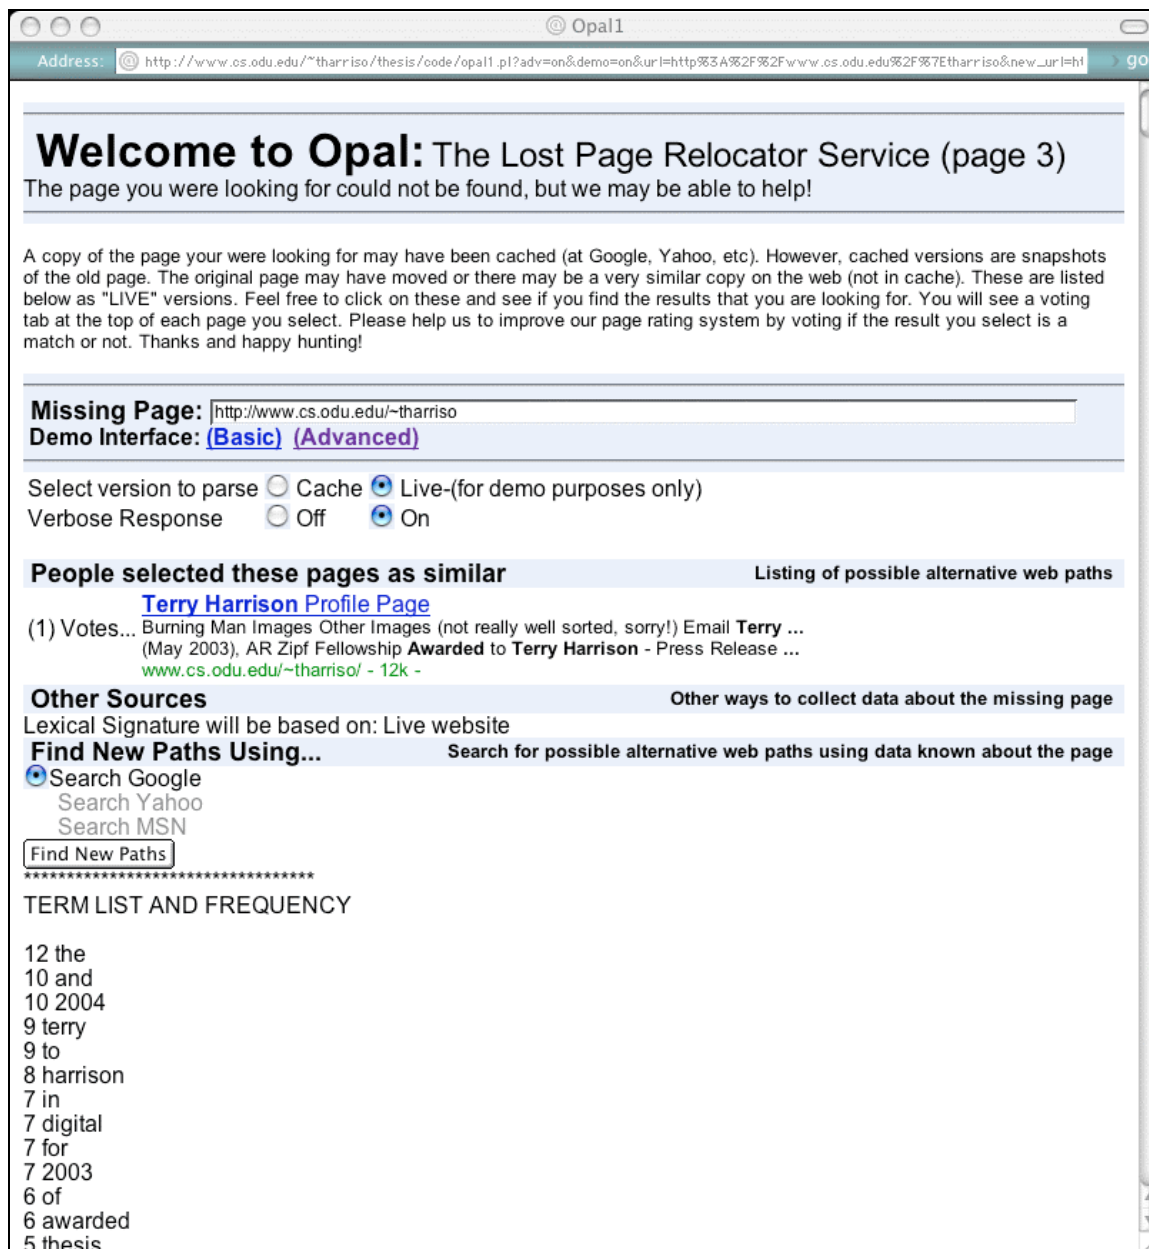 Opal1
Address: http://www.cs.odu.edu/~tharriso/thesis/code/opal1.pl?adv=on&demo=on&url=http%3A%2F%2Fwww.cs.odu.edu%2F%7Etharriso&new_url=ht go
Welcome to Opal: The Lost Page Relocator Service (page 3)
The page you were looking for could not be found, but we may be able to help!
A copy of the page your were looking for may have been cached (at Google, Yahoo, etc). However, cached versions are snapshots
of the old page. The original page may have moved or there may be a very similar copy on the web (not in cache). These are listed
below as "LIVE" versions. Feel free to click on these and see if you find the results that you are looking for. You will see a voting
tab at the top of each page you select. Please help us to improve our page rating system by voting if the result you select is a
match or not. Thanks and happy hunting!
Missing Page: http://www.cs.odu.edu/~tharriso
Demo Interface: (Basic) (Advanced)
Select version to parse Cache Live-(for demo purposes only)
Verbose Response Off On
People selected these pages as similar Listing of possible alternative web paths
Terry Harrison Profile Page
(1) Votes... Burning Man Images Other Images (not really well sorted, sorry!) Email Terry ...
(May 2003), AR Zipf Fellowship Awarded to Terry Harrison - Press Release ...
www.cs.odu.edu/~tharriso/ - 12k -
Other Sources Other ways to collect data about the missing page
Lexical Signature will be based on: Live website
Find New Paths Using... Search for possible alternative web paths using data known about the page
Search Google
Search Yahoo
Search MSN
Find New Paths
**********************************
TERM LIST AND FREQUENCY
12 the
10 and
10 2004
9 terry
9 to
8 harrison
7 in
7 digital
7 for
7 2003
6 of
6 awarded
5 thesis